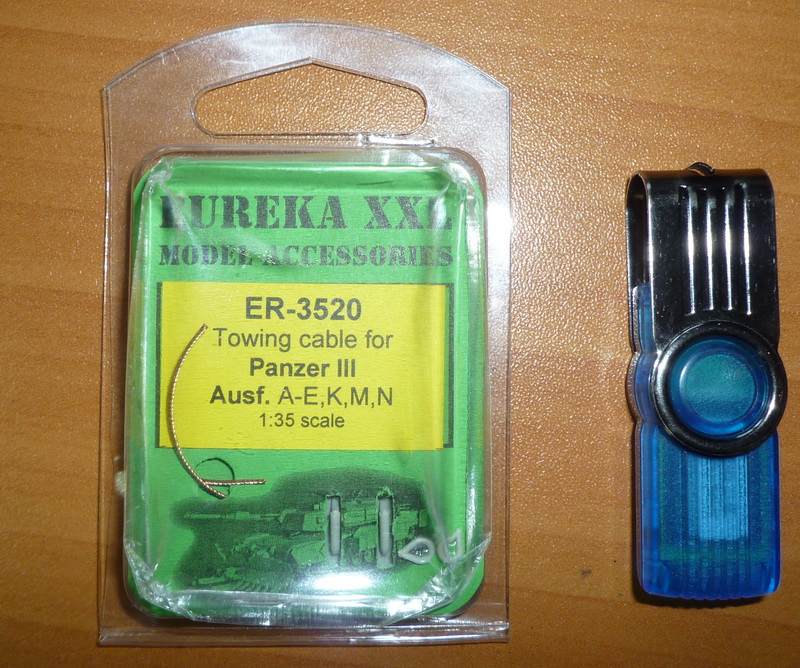 EUREKA XXL
MODEL ACCESSORIES
ER-3520
Towing cable for
Panzer III
Ausf. A-E,K,M,N
1:35 scale